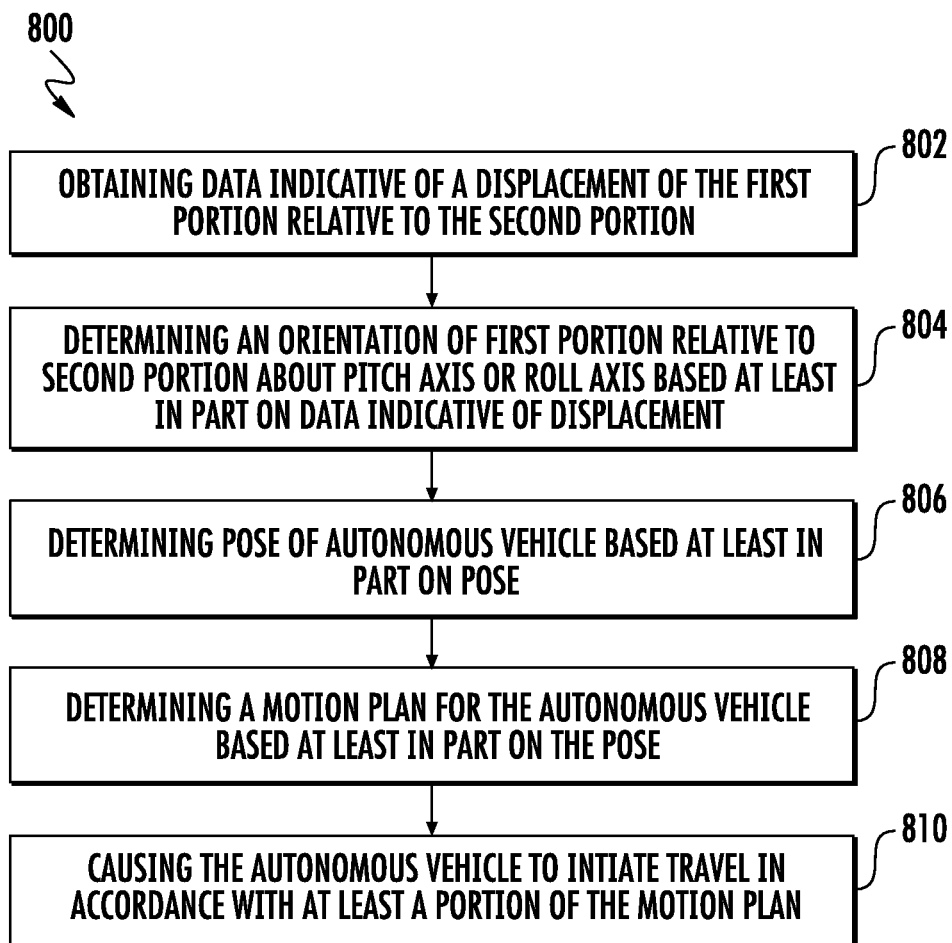 800
802
OBTAINING DATA INDICATIVE OF A DISPLACEMENT OF THE FIRST
PORTION RELATIVE TO THE SECOND PORTION
804
DETERMINING AN ORIENTATION OF FIRST PORTION RELATIVE TO
SECOND PORTION ABOUT PITCH AXIS OR ROLL AXIS BASED AT LEAST
IN PART ON DATA INDICATIVE OF DISPLACEMENT
806
DETERMINING POSE OF AUTONOMOUS VEHICLE BASED AT LEAST IN
PART ON POSE
808
DETERMINING A MOTION PLAN FOR THE AUTONOMOUS VEHICLE
BASED AT LEAST IN PART ON THE POSE
810
CAUSING THE AUTONOMOUS VEHICLE TO INTIATE TRAVEL IN
ACCORDANCE WITH AT LEAST A PORTION OF THE MOTION PLAN